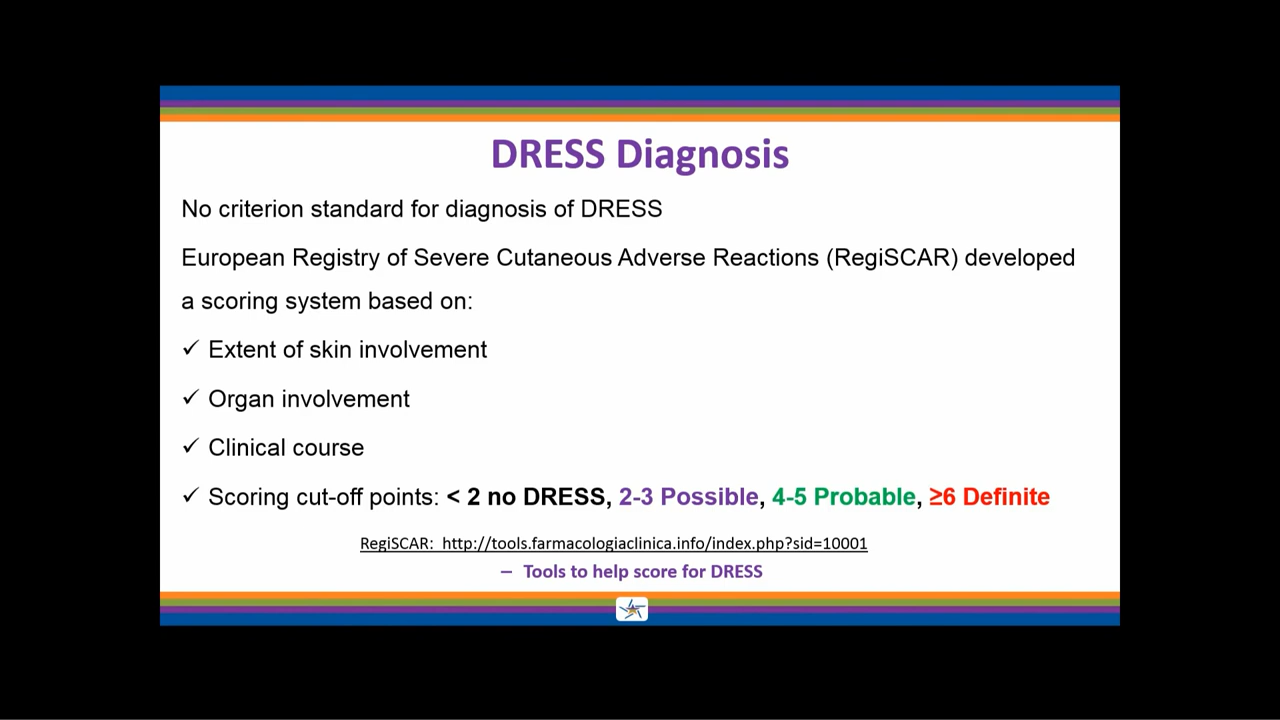 DRESS Diagnosis
No criterion standard for diagnosis of DRESS
European Registry of Severe Cutaneous Adverse Reactions (RegiSCAR) developed
a scoring system based on:
✓ Extent of skin involvement
✓ Organ involvement
✓ Clinical course
✓ Scoring cut-off points: < 2 no DRESS, 2-3 Possible, 4-5 Probable, ≥6 Definite
RegiSCAR: http://tools.farmacologiaclinica.info/index.php?sid=10001
– Tools to help score for DRESS